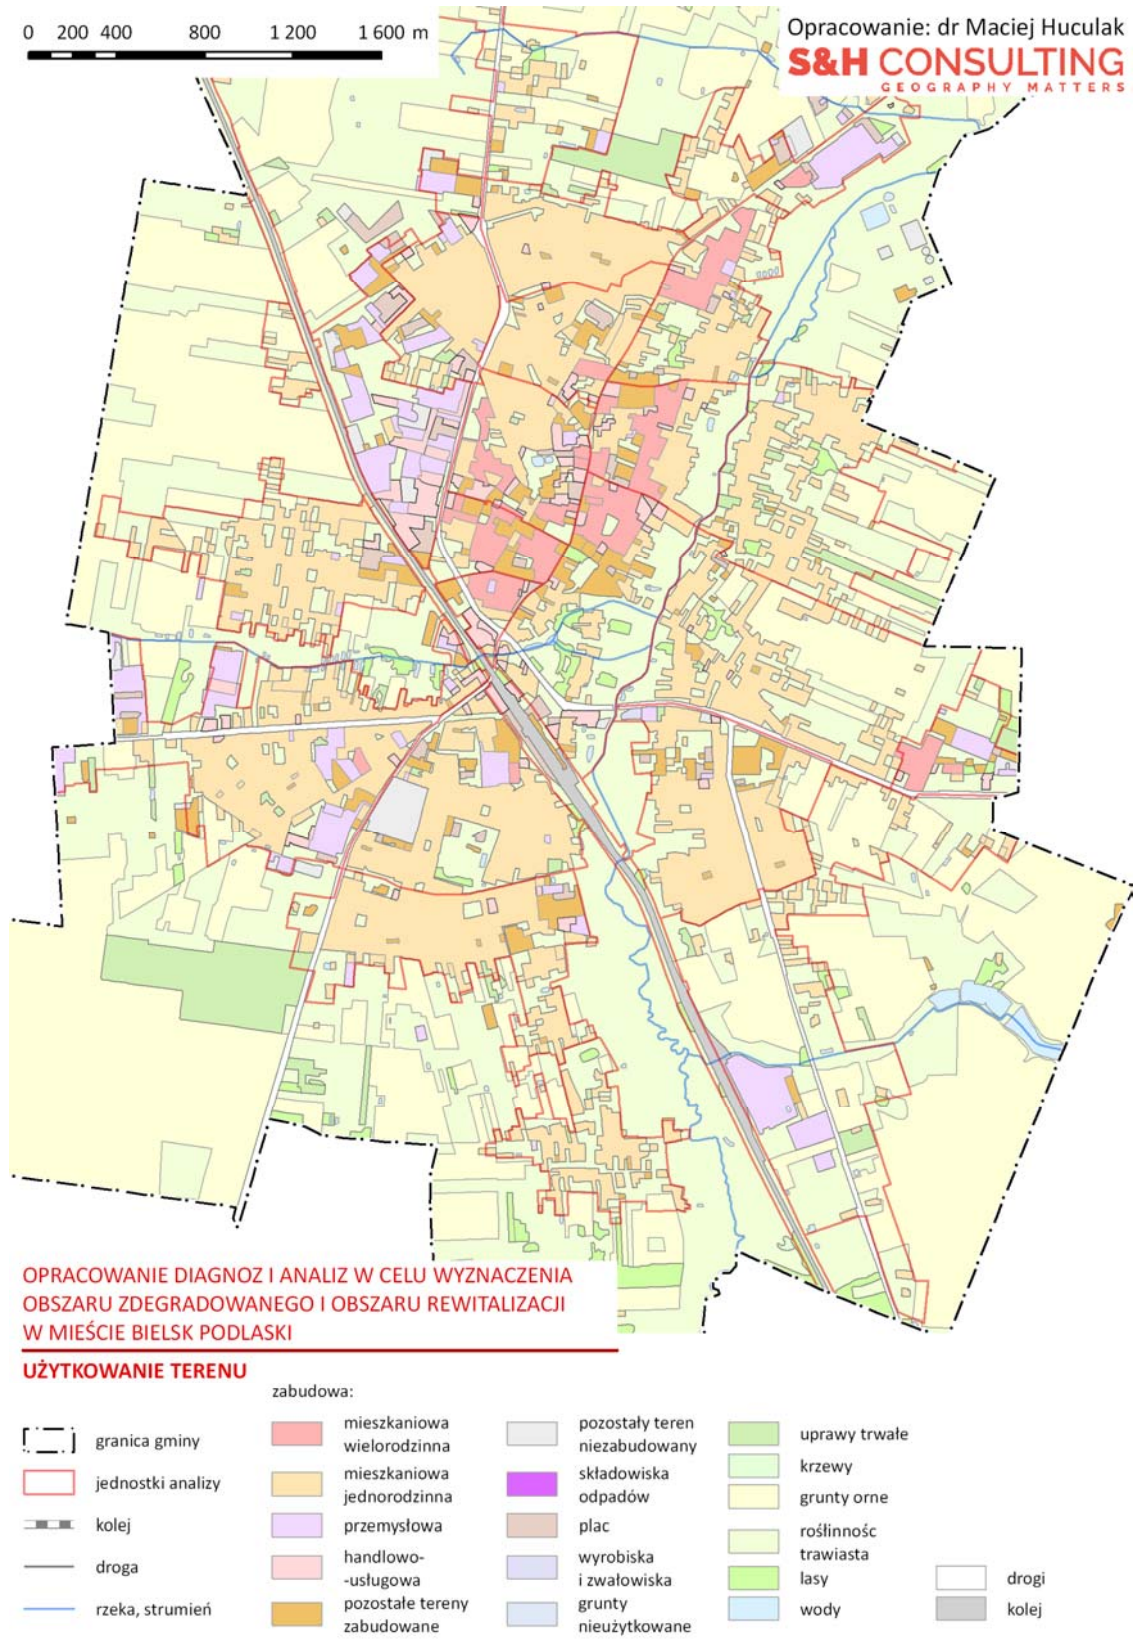 0 200 400 800 1 200 1 600 m
Opracowanie: dr Maciej Huculak
S&H CONSULTING
GEOGRAPHY MATTERS
OPRACOWANIE DIAGNOZ I ANALIZ W CELU WYZNACZENIA
OBSZARU ZDEGRADOWANEGO I OBSZARU REWITALIZACJI
W MIEŚCIE BIELSK PODLASKI
UŻYTKOWANIE TERENU
granica gminy
jednostki analizy
kolej
droga
rzeka, strumień
zabudowa:
mieszkaniowa
wielorodzinna
mieszkaniowa
jednorodzinna
przemysłowa
handlowo-
-usługowa
pozostałe tereny
zabudowane
pozostały teren
niezabudowany
składowiska
odpadów
plac
wyrobiska
i zwałowiska
grunty
nieużytkowane
uprawy trwałe
krzewy
grunty orne
roślinnośc
trawiasta
lasy
wody
drogi
kolej